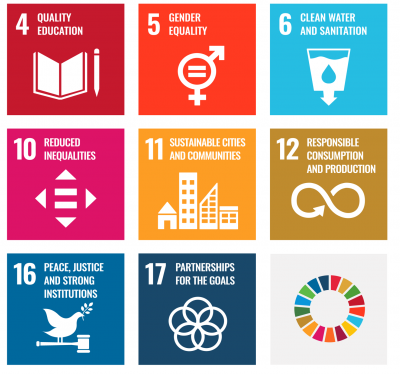 4 QUALITY
EDUCATION
5 GENDER
EQUALITY
6 CLEAN WATER
AND SANITATION
10 REDUCED
INEQUALITIES
11 SUSTAINABLE CITIES
AND COMMUNITIES
12 RESPONSIBLE
CONSUMPTION
AND PRODUCTION
16 PEACE, JUSTICE
AND STRONG
INSTITUTIONS
17 PARTNERSHIPS
FOR THE GOALS